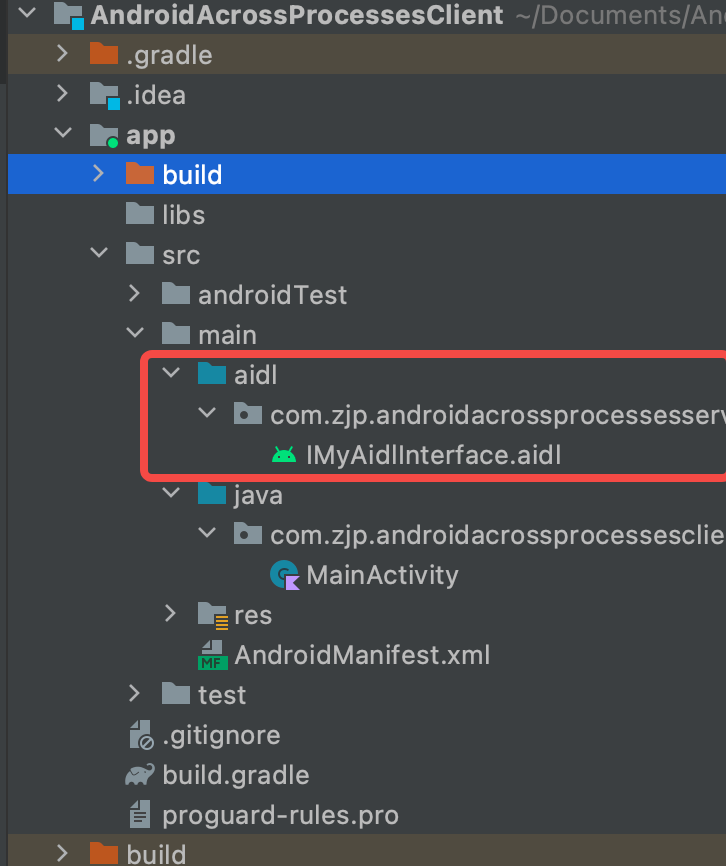 AndroidAcrossProcessesClient ~/Documents/An
.gradle
.idea
app
build
libs
src
androidTest
main
aidl
com.zjp.androidacrossprocessesserv
IMyAidlInterface.aidl
java
com.zjp.androidacrossprocessesclie
MainActivity
res
MF AndroidManifest.xml
test
.gitignore
build.gradle
proguard-rules.pro
build